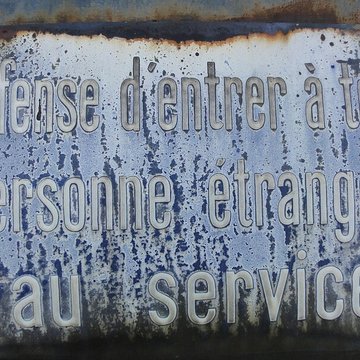 fense d'entrer à t
ersonne étrang
au service